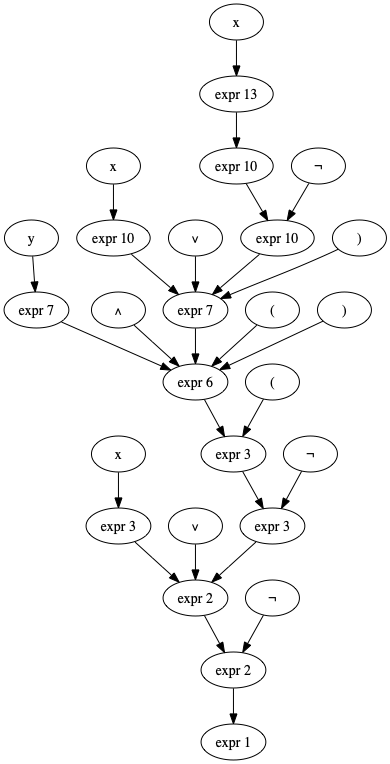 x
expr 13
x expr 10 ¬
y expr 10 ∨ expr 10 )
expr 7 ∧ expr 7 ( )
expr 6 (
x expr 3 ¬
expr 3 ∨ expr 3
expr 2 ¬
expr 2
expr 1